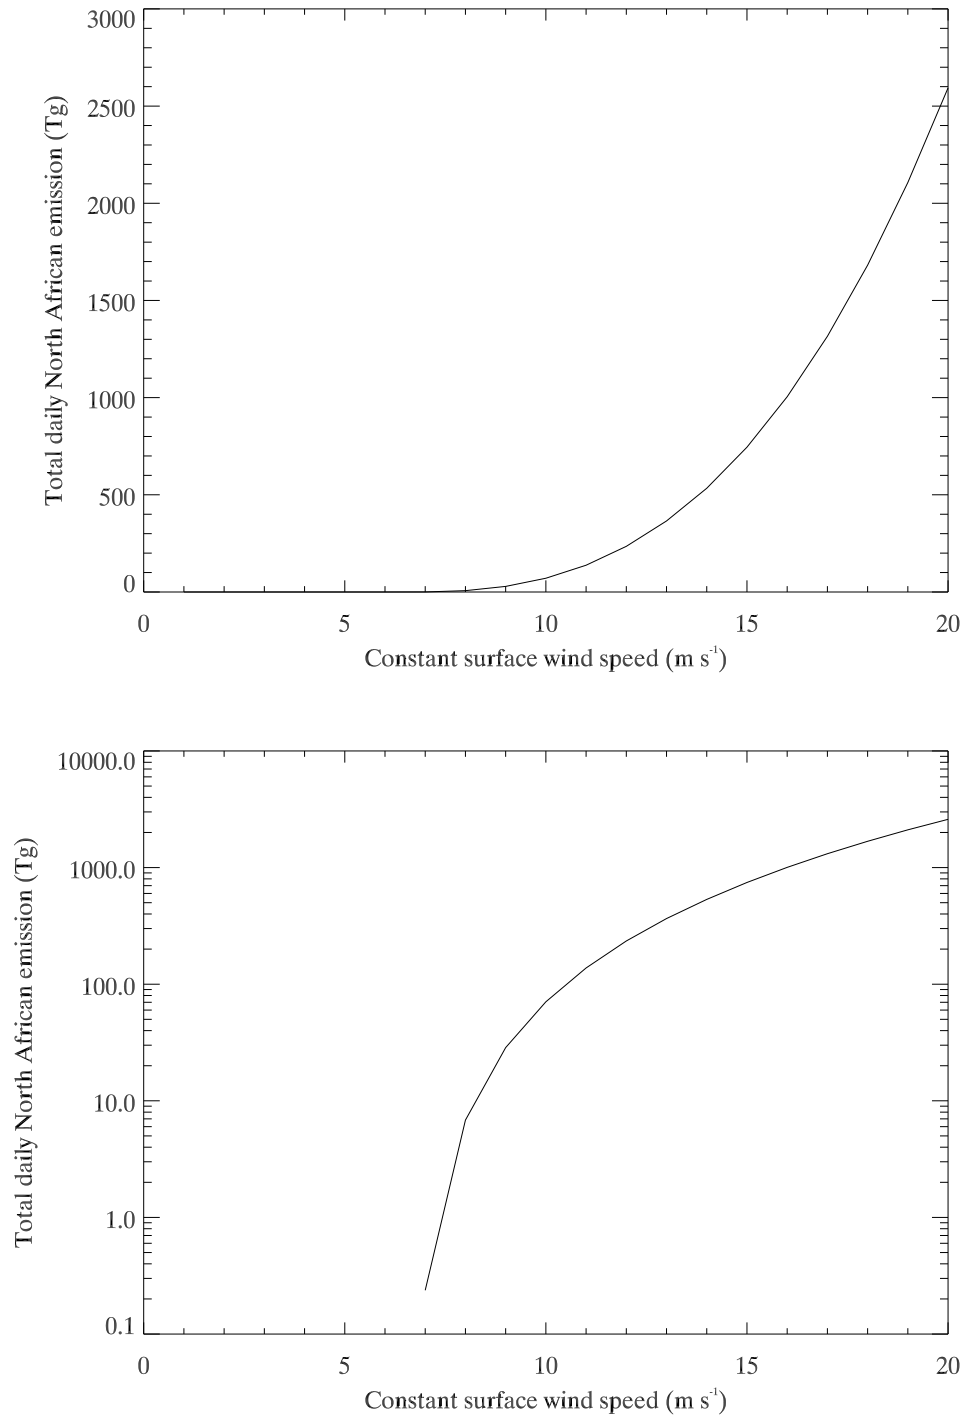 3000
2500
2000
1500
1000
500
0
Total daily North African emission (Tg)
0 5 10 15 20
Constant surface wind speed (m s⁻¹)
10000.0
1000.0
100.0
10.0
1.0
0.1
Total daily North African emission (Tg)
0 5 10 15 20
Constant surface wind speed (m s⁻¹)